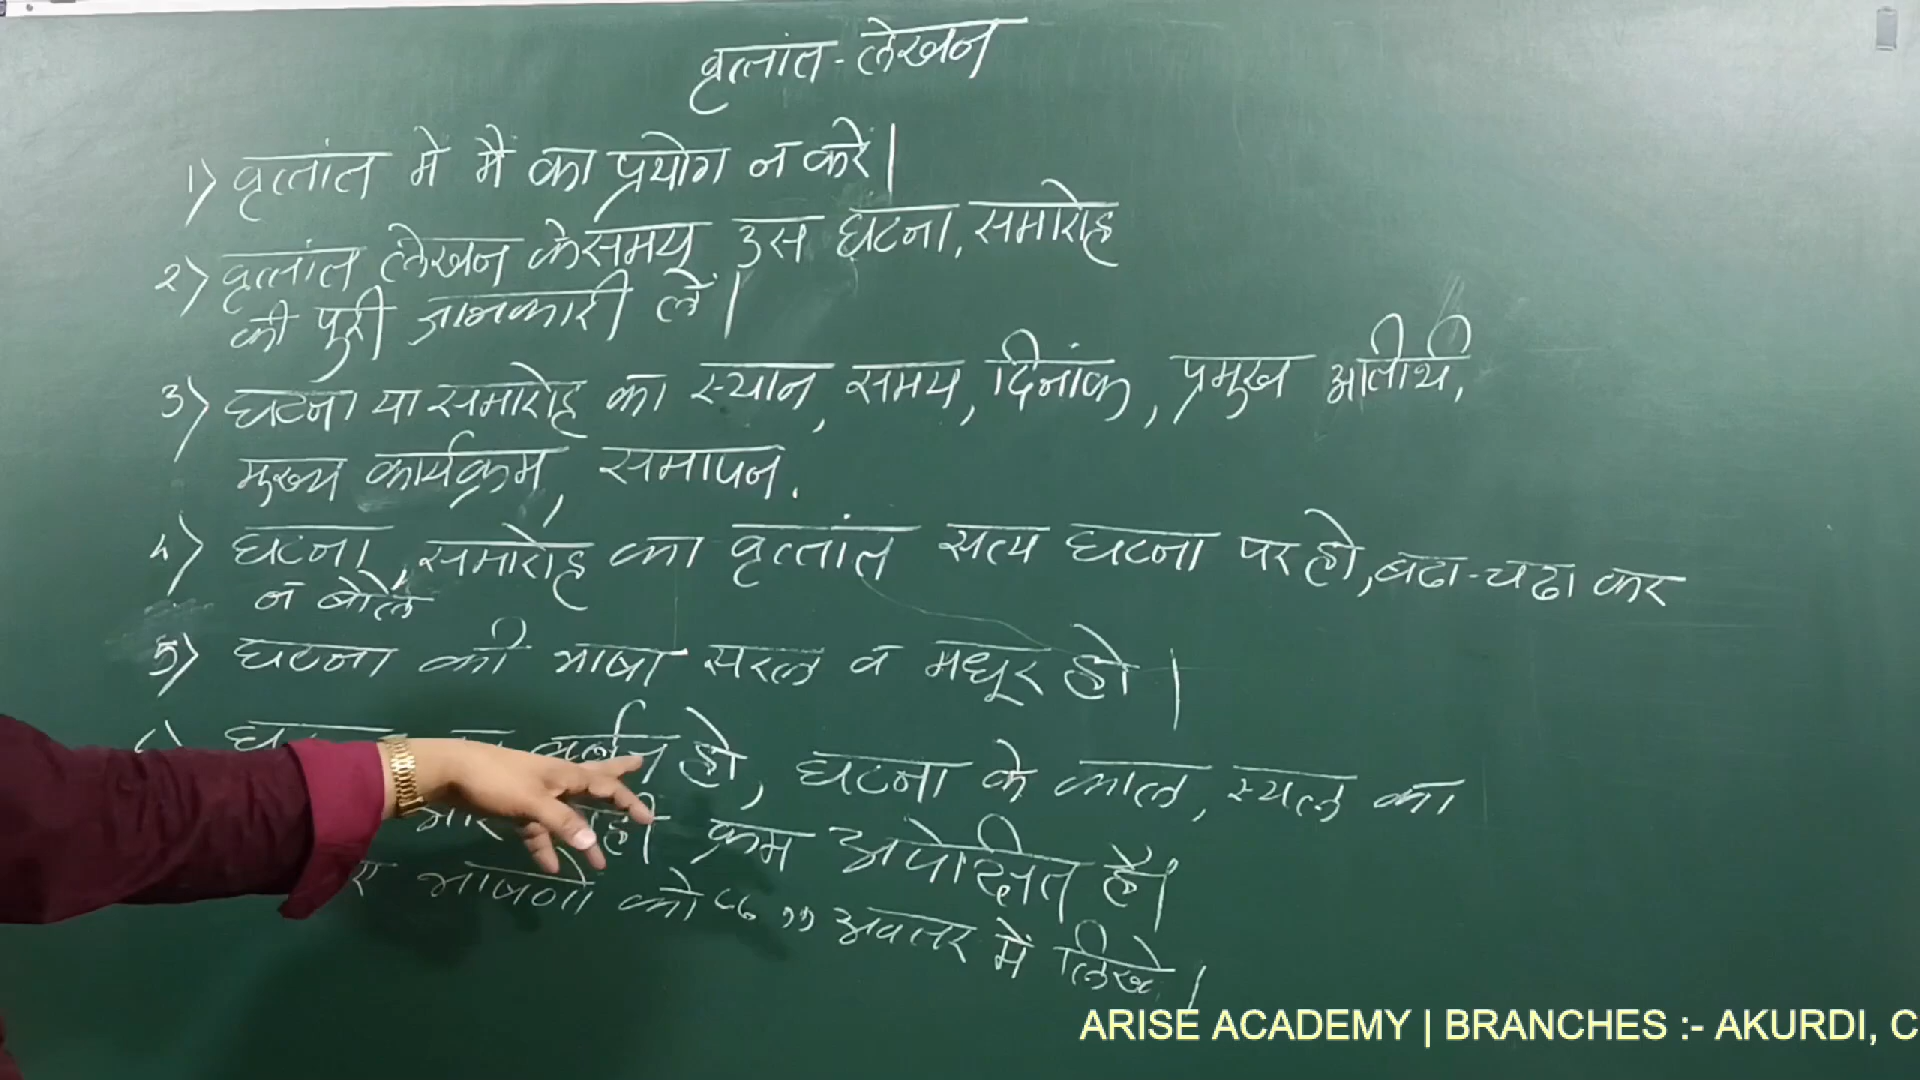 वृत्तांत-लेखन
1) वृत्तांत में मैं का प्रयोग न करें|
2) वृत्तांत लेखन के समय उस घटना, समारोह
की पुरी जानकारी लें|
3) घटना या समारोह का स्थान, समय, दिनांक, प्रमुख अतिथी,
मुख्य कार्यक्रम, समापन.
4) घटना, समारोह का वृत्तांत सत्य घटना पर हो, बढा-चढा कर
न बोलें
5) घटना की भाषा सरल व मधूर हो|
घटना के काल, स्थल का
क्रम अपेक्षित है|
भाषणों को “ ” अवतर में लिखे|
ARISE ACADEMY | BRANCHES :- AKURDI, C